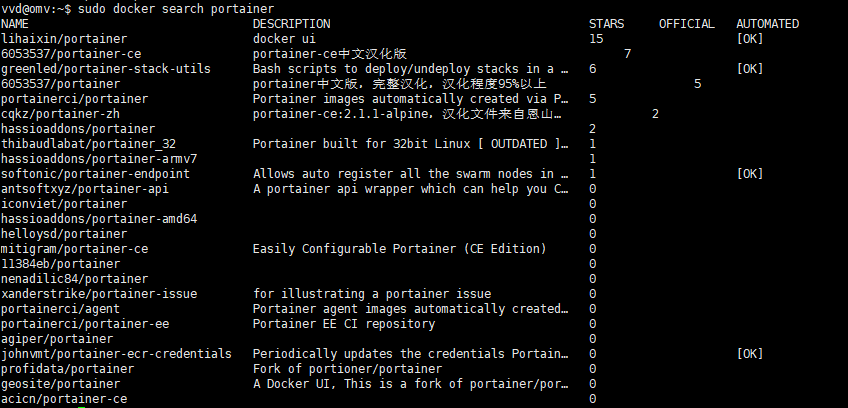 vvd@omv:~$ sudo docker search portainer
NAME DESCRIPTION STARS OFFICIAL AUTOMATED
lihaixin/portainer docker ui 15 [OK]
6053537/portainer-ce portainer-ce中文汉化版 7
greenled/portainer-stack-utils Bash scripts to deploy/undeploy stacks in a … 6 [OK]
6053537/portainer portainer中文版，完整汉化，汉化程度95%以上 5
portainerci/portainer Portainer images automatically created via P… 5
cqkz/portainer-zh portainer-ce:2.1.1-alpine，汉化文件来自恩山… 2
hassioaddons/portainer 2
thibaudlabat/portainer_32 Portainer built for 32bit Linux [ OUTDATED ]… 1
hassioaddons/portainer-armv7 1
softonic/portainer-endpoint Allows auto register all the swarm nodes in … 1 [OK]
antsoftxyz/portainer-api A portainer api wrapper which can help you C… 0
iconviet/portainer 0
hassioaddons/portainer-amd64 0
helloysd/portainer 0
mitigram/portainer-ce Easily Configurable Portainer (CE Edition) 0
11384eb/portainer 0
nenadilic84/portainer 0
xanderstrike/portainer-issue for illustrating a portainer issue 0
portainerci/agent Portainer agent images automatically created… 0
portainerci/portainer-ee Portainer EE CI repository 0
agiper/portainer 0
johnvmt/portainer-ecr-credentials Periodically updates the credentials Portain… 0 [OK]
profidata/portainer Fork of portioner/portainer 0
geosite/portainer A Docker UI, This is a fork of portainer/por… 0
acicn/portainer-ce 0